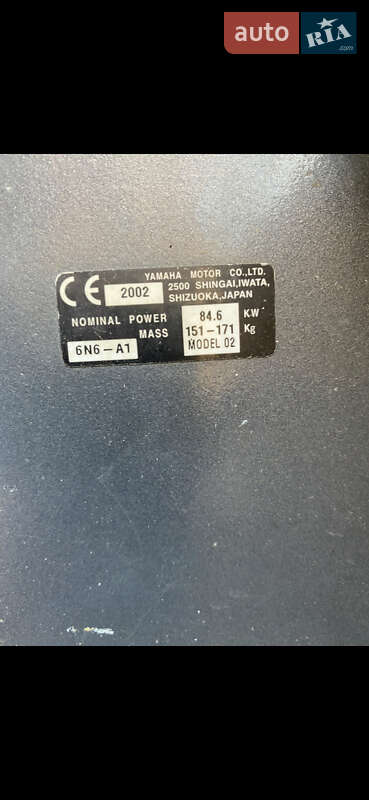 auto RIA.com
YAMAHA MOTOR CO.,LTD.
CE 2002 2500 SHINGAI,IWATA,
SHIZUOKA,JAPAN
NOMINAL POWER 84.6 KW
MASS 151-171 Kg
6N6-A1 MODEL 02